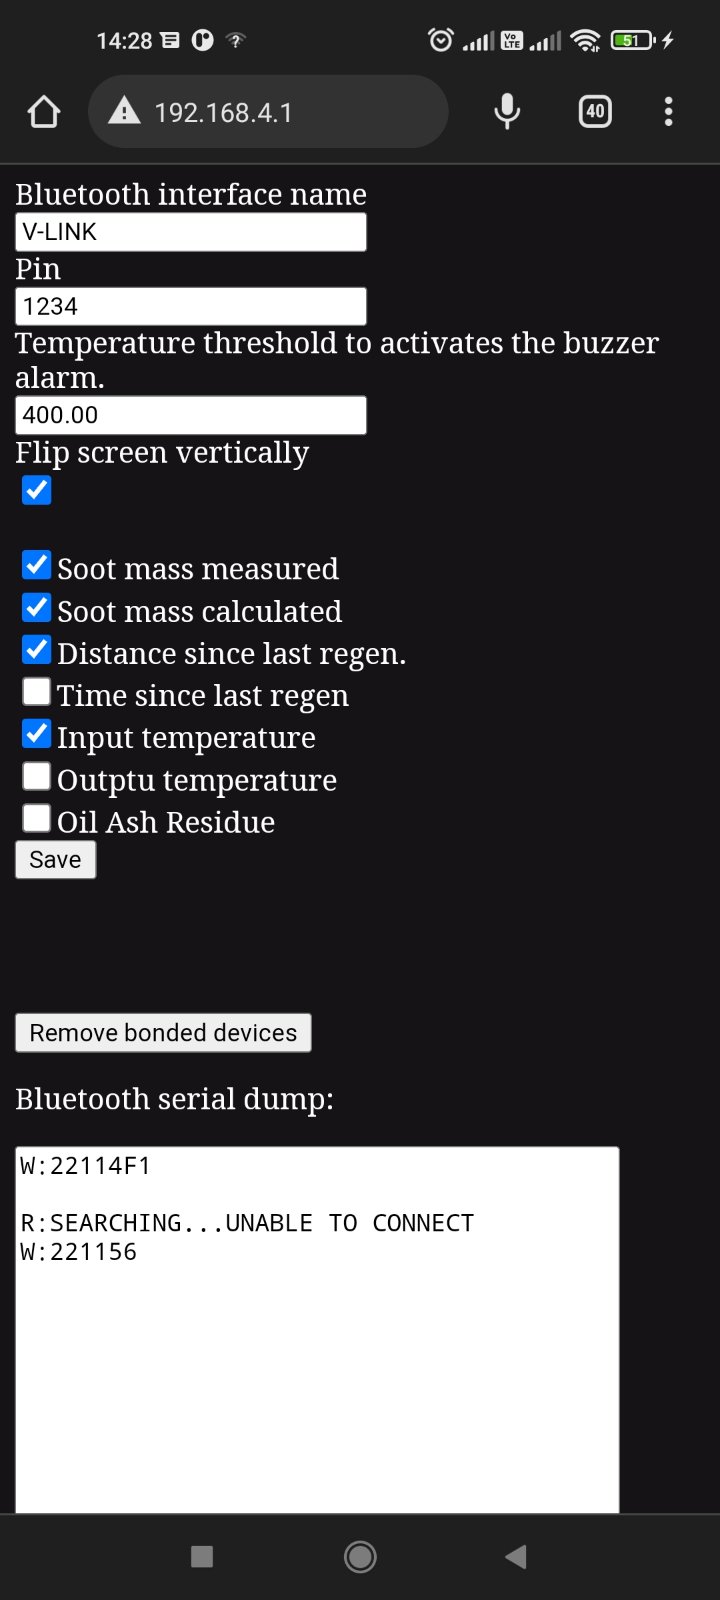 14:28
Vo LTE
51
192.168.4.1
40
Bluetooth interface name
V-LINK
Pin
1234
Temperature threshold to activates the buzzer
alarm.
400.00
Flip screen vertically
Soot mass measured
Soot mass calculated
Distance since last regen.
Time since last regen
Input temperature
Outptu temperature
Oil Ash Residue
Save
Remove bonded devices
Bluetooth serial dump:
W:22114F1
R:SEARCHING...UNABLE TO CONNECT
W:221156